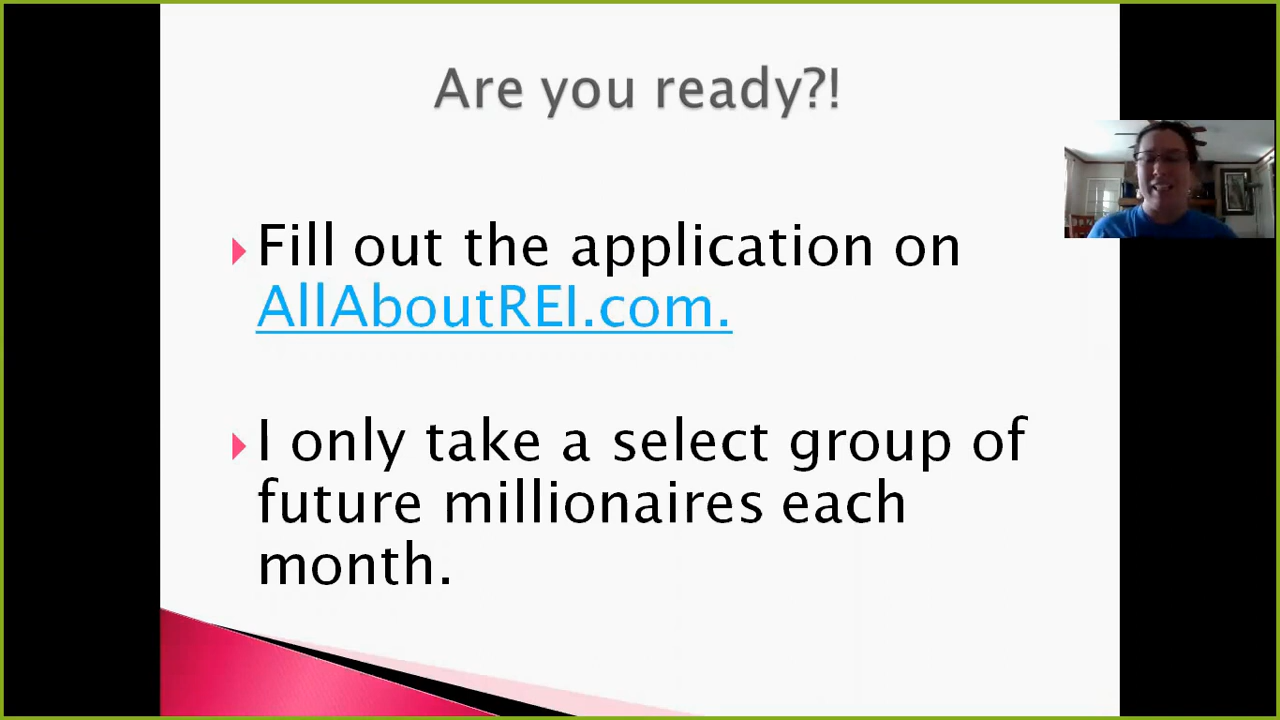 Are you ready?!
Fill out the application on
AllAboutREI.com.
I only take a select group of
future millionaires each
month.